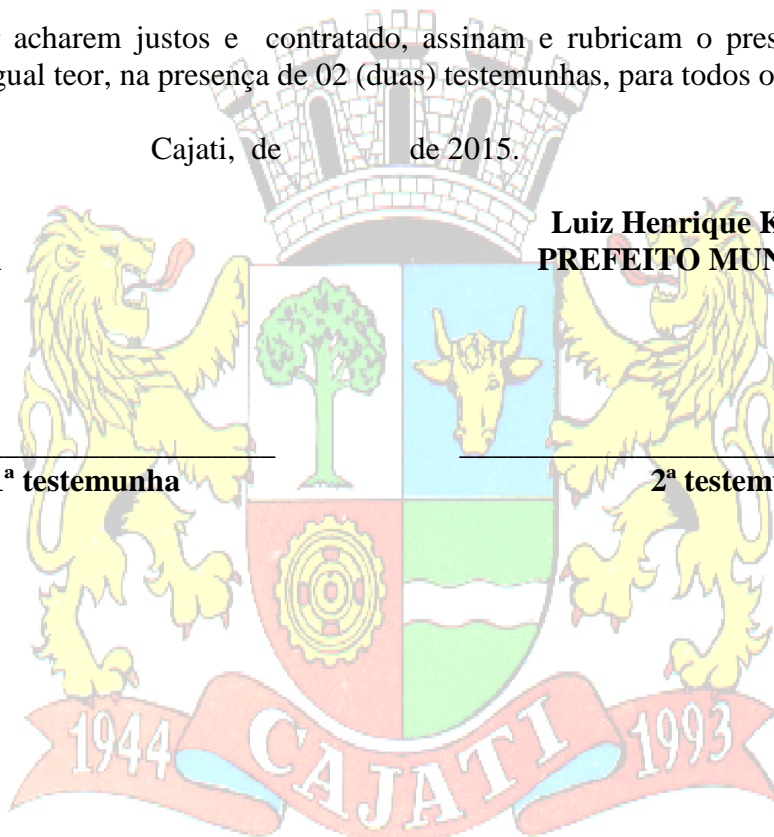 acharem justos e contratado, assinam e rubricam o pres
gual teor, na presença de 02 (duas) testemunhas, para todos o
Cajati, de de 2015.
Luiz Henrique K
PREFEITO MUN
ª testemunha
2ª testemu
1944 CAJATI 1993